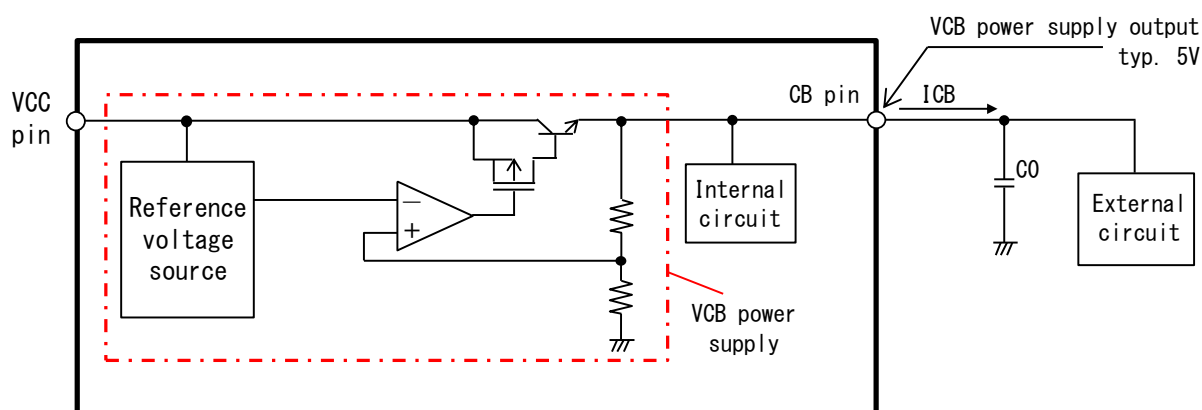 VCB power supply output
typ. 5V
VCC
pin
CB pin
ICB
Reference
voltage
source
−
+
Internal
circuit
C0
External
circuit
VCB power
supply